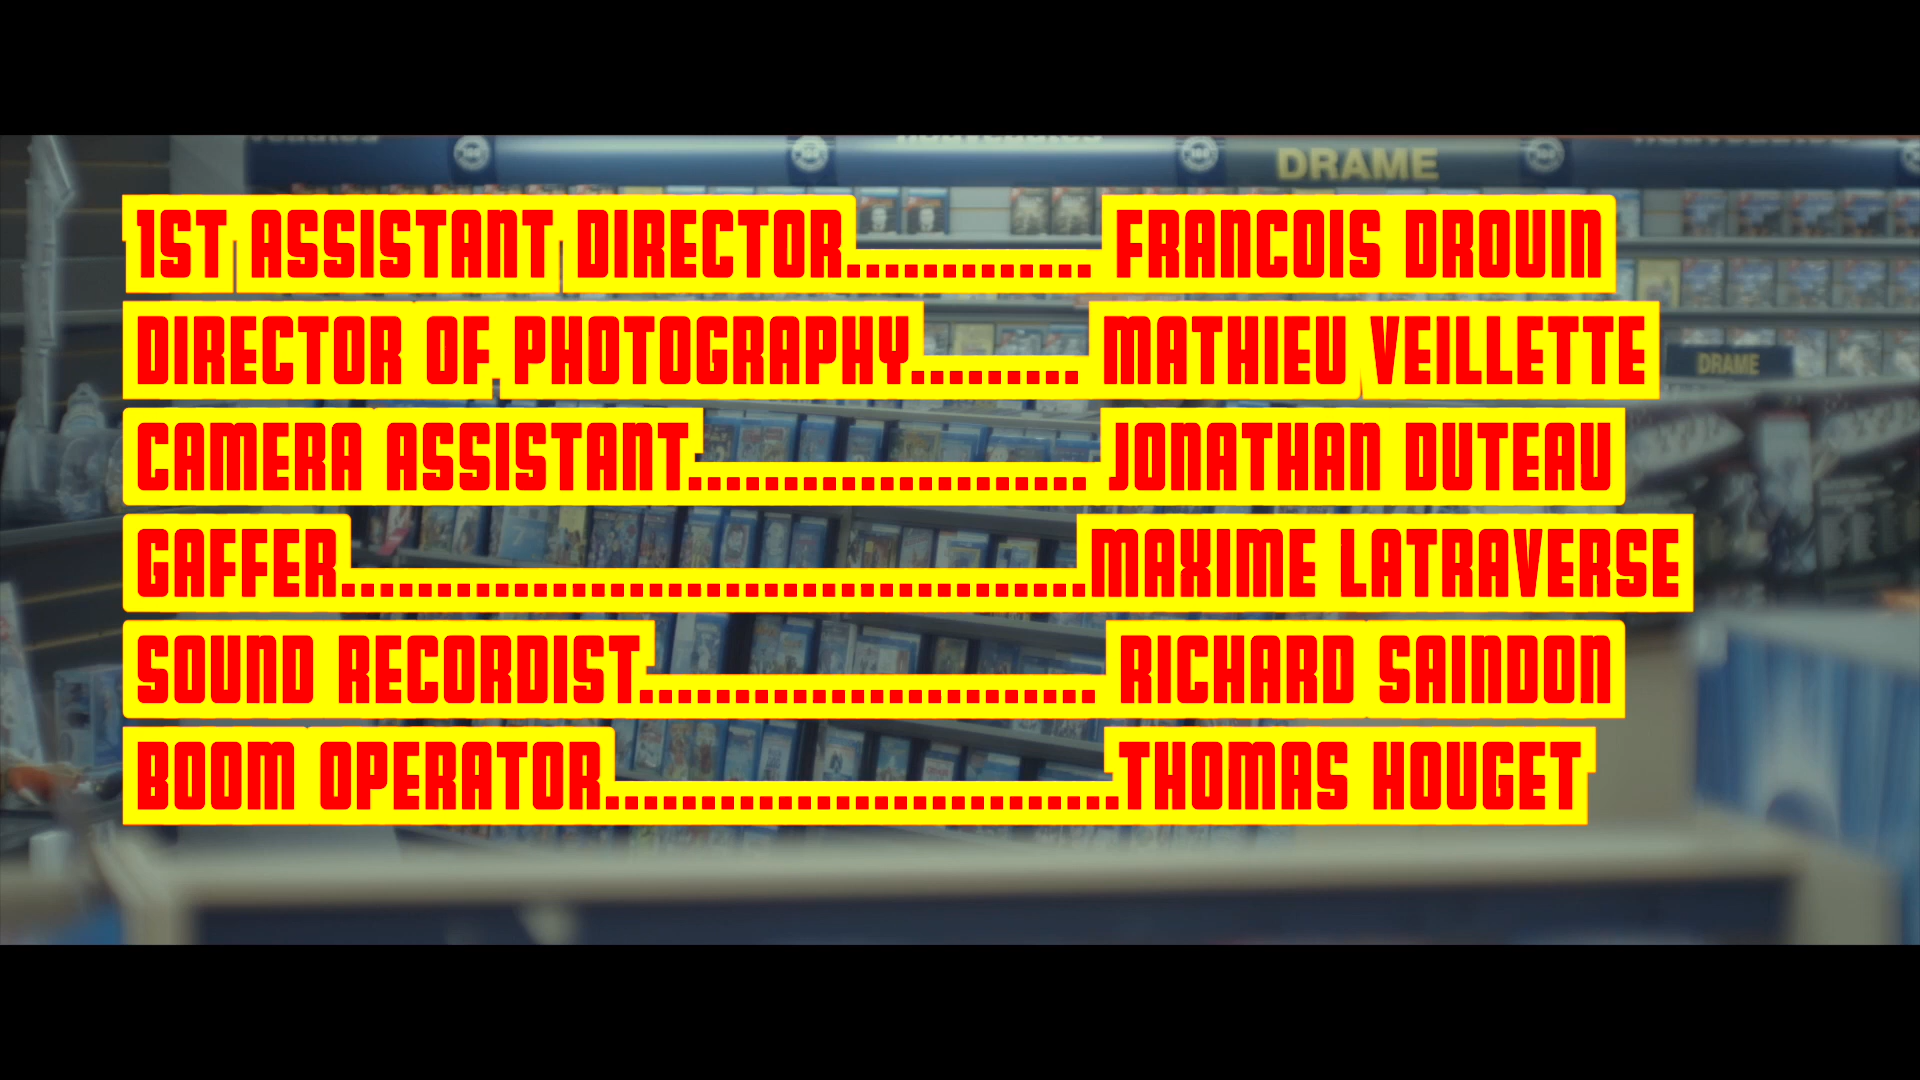 DRAME
1ST ASSISTANT DIRECTOR............. FRANCOIS DROUIN
DIRECTOR OF PHOTOGRAPHY......... MATHIEU VEILLETTE
DRAME
CAMERA ASSISTANT..................... JONATHAN DUTEAU
GAFFER.......................................MAXIME LATRAVERSE
SOUND RECORDIST........................ RICHARD SAINDON
BOOM OPERATOR...........................THOMAS HOUGET